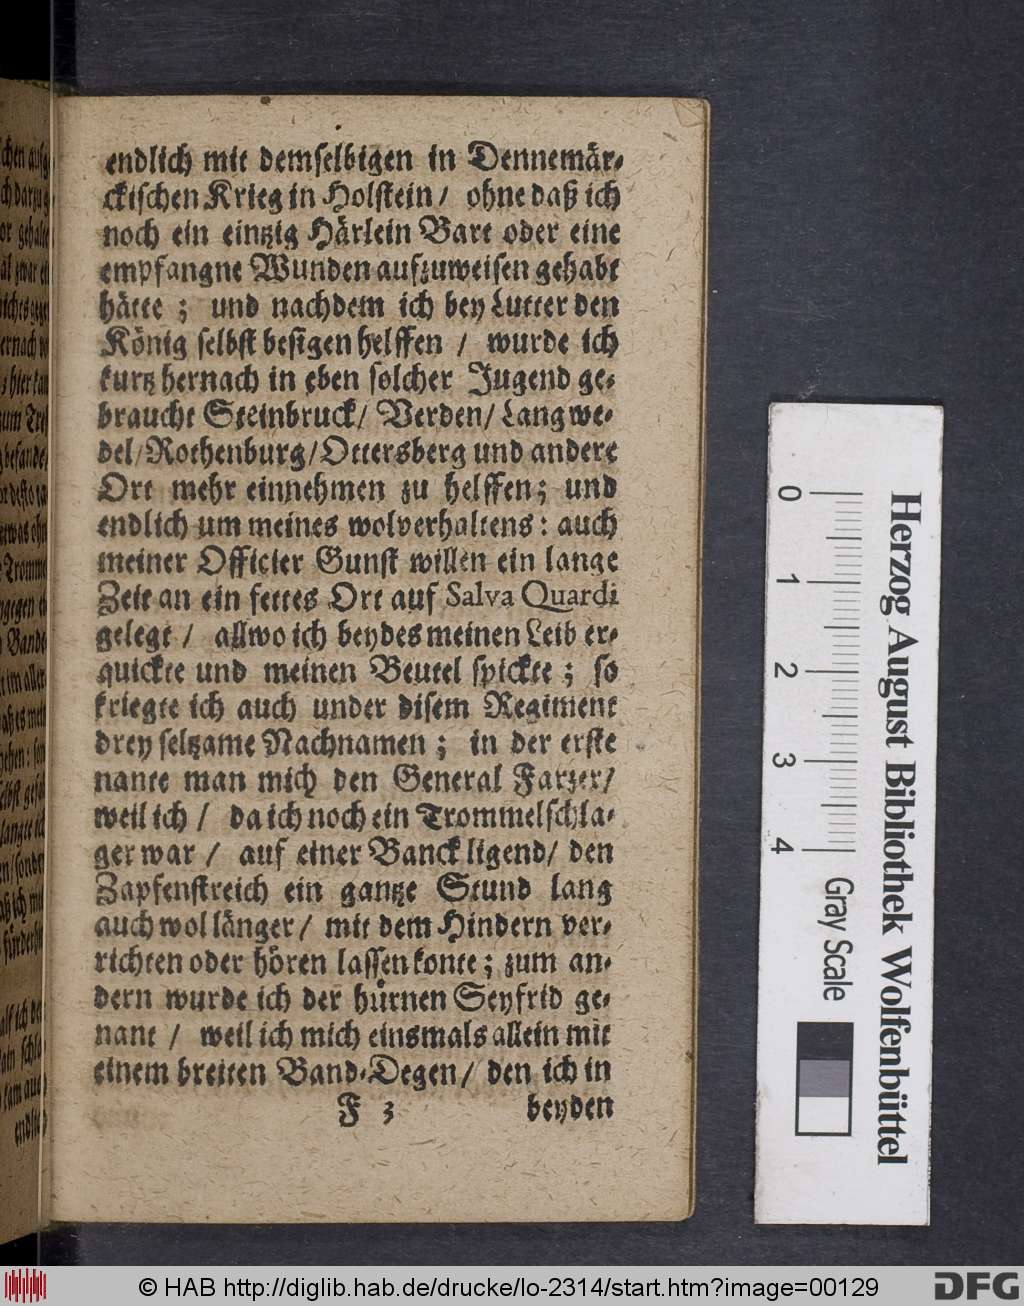 endlich mit demselbigen in Dennemär-
ckischen Krieg in Holstein / ohne daß ich
noch ein eintzig Härlein Bart oder eine
empfangne Wunden aufzuweisen gehabt
hätte ; und nachdem ich bey Lutter den
König selbst besigen helffen / wurde ich
kurtz hernach in eben solcher Jugend ge-
braucht Steinbruck / Verden / Langwe-
del / Rothenburg / Ottersberg und andere
Ort mehr einnehmen zu helffen ; und
endlich um meines wolverhaltens : auch
meiner Officier Gunst willen ein lange
Zeit an ein fettes Ort auf Salva Quardi
gelegt / allwo ich beydes meinen Leib er-
quickte und meinen Beutel spickte ; so
kriegte ich auch under disem Regiment
drey seltzame Nachnamen ; in der erste
nante man mich den General Fartzer /
weil ich / da ich noch ein Trommelschla-
ger war / auf einer Banck ligend / den
Zapfenstreich ein gantze Stund lang
auch wol länger / mit dem Hindern ver-
richten oder hören lassen konte ; zum an-
dern wurde ich der hürnen Seyfrid ge-
nant / weil ich mich einsmals allein mit
einem breiten Band-Degen / den ich in
F 3 beyden
Herzog August Bibliothek Wolfenbüttel
0 1 2 3 4 Gray Scale
© HAB http://diglib.hab.de/drucke/lo-2314/start.htm?image=00129
DFG